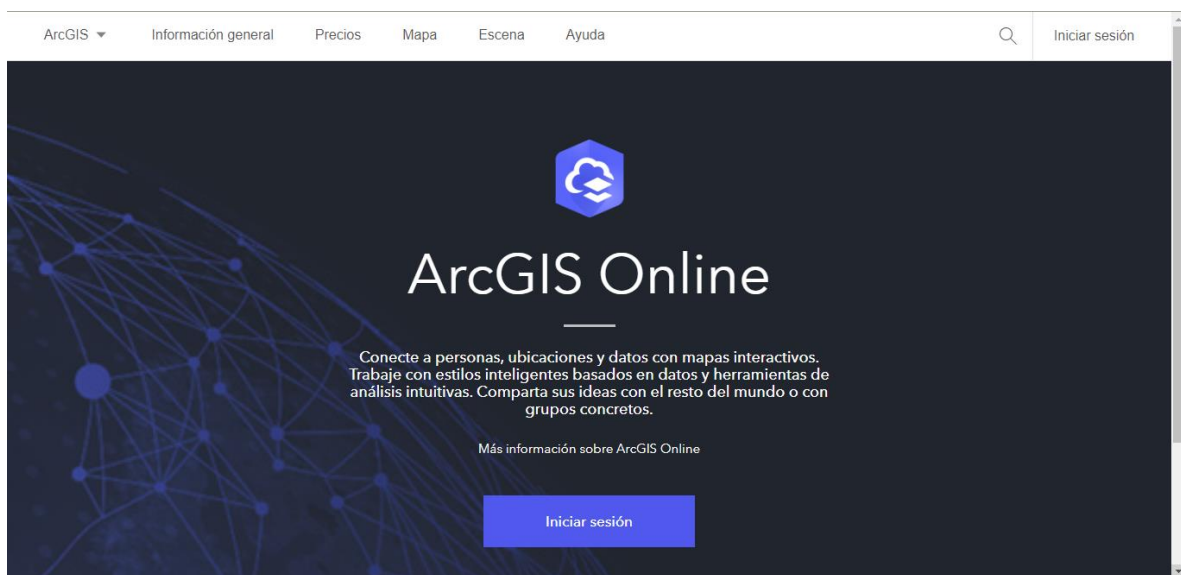 ArcGIS Información general Precios Mapa Escena Ayuda Iniciar sesión
ArcGIS Online
Conecte a personas, ubicaciones y datos con mapas interactivos.
Trabaje con estilos inteligentes basados en datos y herramientas de
análisis intuitivas. Comparta sus ideas con el resto del mundo o con
grupos concretos.
Más información sobre ArcGIS Online
Iniciar sesión